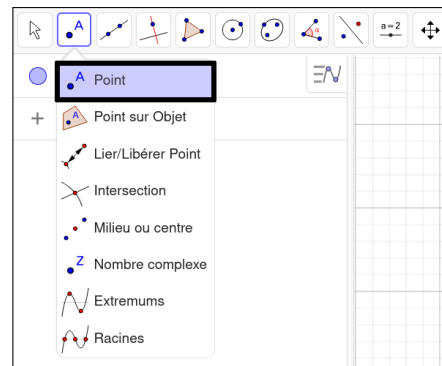 A
α
a=2
A Point
A Point sur Objet
Lier/Libérer Point
Intersection
Milieu ou centre
Z Nombre complexe
Extremums
Racines